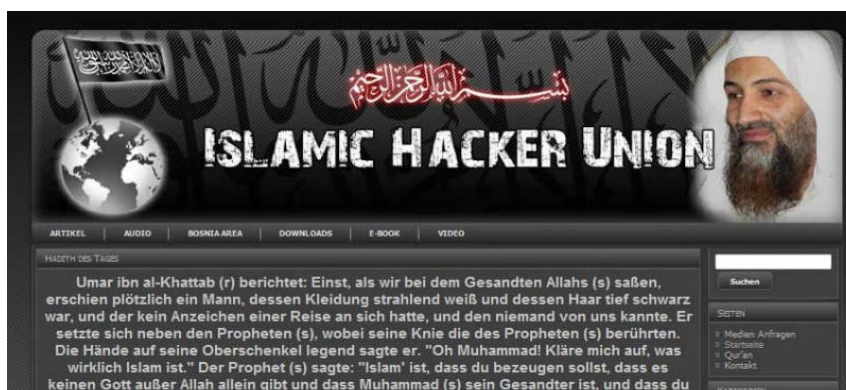 بسم الله الرحمن الرحيم
ISLAMIC HACKER UNION
ARTIKEL
AUDIO
BOSNIA AREA
DOWNLOADS
E-BOOK
VIDEO
HADITH DES TAGES
Umar ibn al-Khattab (r) berichtet: Einst, als wir bei dem Gesandten Allahs (s) saßen,
erschien plötzlich ein Mann, dessen Kleidung strahlend weiß und dessen Haar tief schwarz
war, und der kein Anzeichen einer Reise an sich hatte, und den niemand von uns kannte. Er
setzte sich neben den Propheten (s), wobei seine Knie die des Propheten (s) berührten.
Die Hände auf seine Oberschenkel legend sagte er. "Oh Muhammad! Kläre mich auf, was
wirklich Islam ist." Der Prophet (s) sagte: "Islam' ist, dass du bezeugen sollst, dass es
keinen Gott außer Allah allein gibt und dass Muhammad (s) sein Gesandter ist, und dass du
Suchen
SEITEN
Medien Anfragen
Startseite
Qur'an
Kontakt